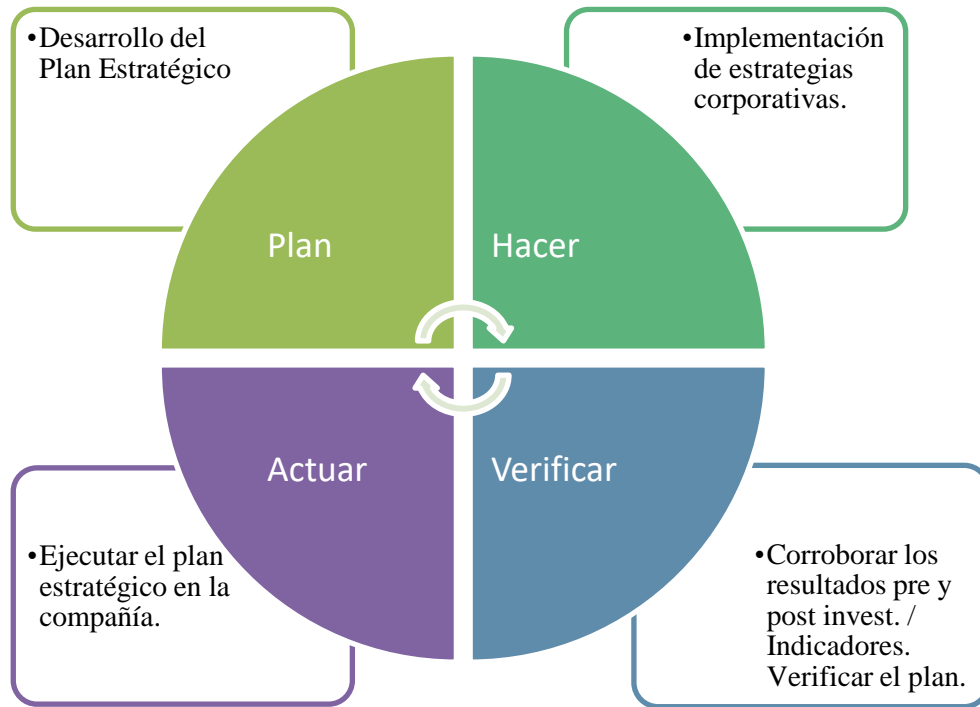 •Desarrollo del
Plan Estratégico
•Implementación
de estrategias
corporativas.
Plan
Hacer
Actuar
Verificar
•Ejecutar el plan
estratégico en la
compañía.
•Corroborar los
resultados pre y
post invest. /
Indicadores.
Verificar el plan.